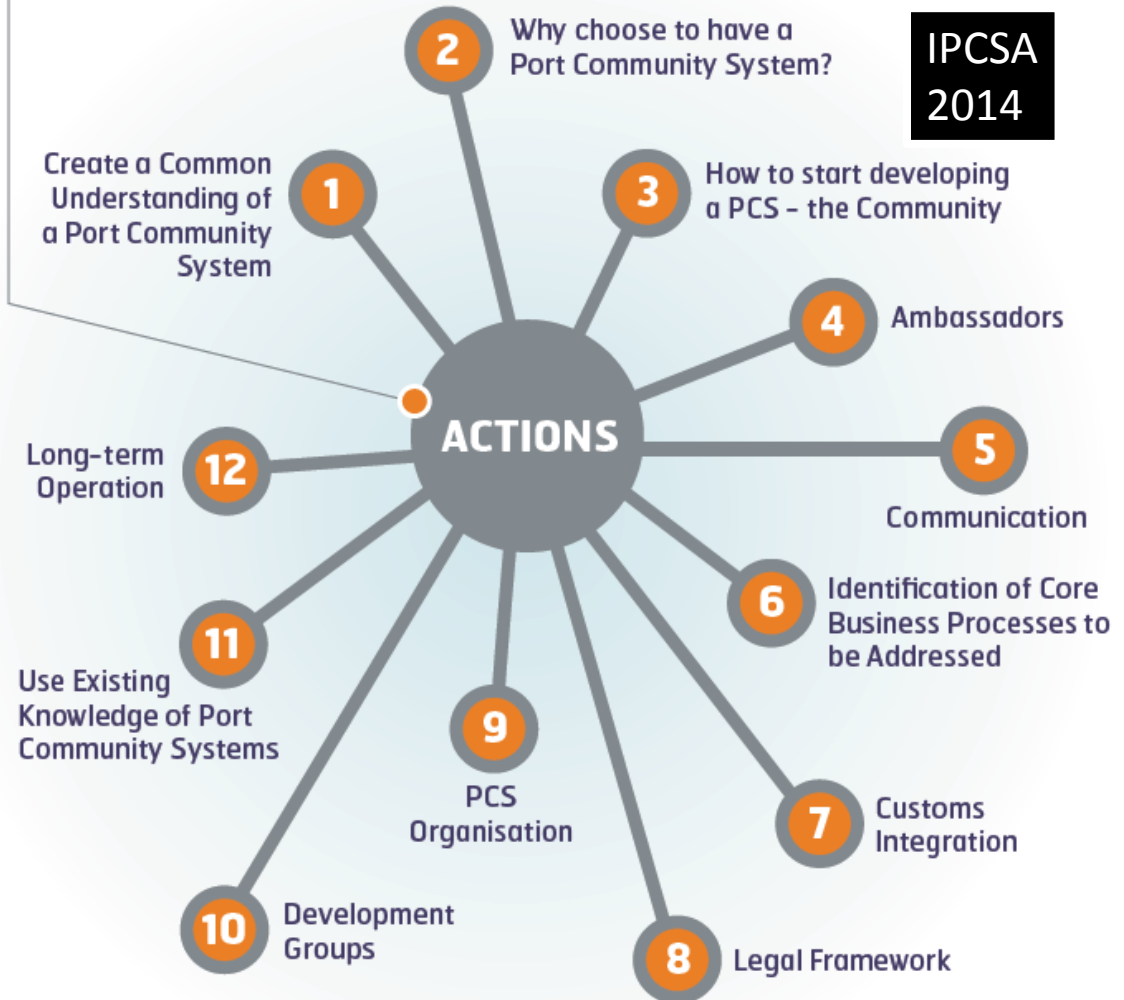 IPCSA
2014
1
Create a Common
Understanding of
a Port Community
System
2
Why choose to have a
Port Community System?
3
How to start developing
a PCS – the Community
4
Ambassadors
ACTIONS
5
Communication
6
Identification of Core
Business Processes to
be Addressed
7
Customs
Integration
8
Legal Framework
9
PCS
Organisation
10
Development
Groups
11
Use Existing
Knowledge of Port
Community Systems
12
Long-term
Operation